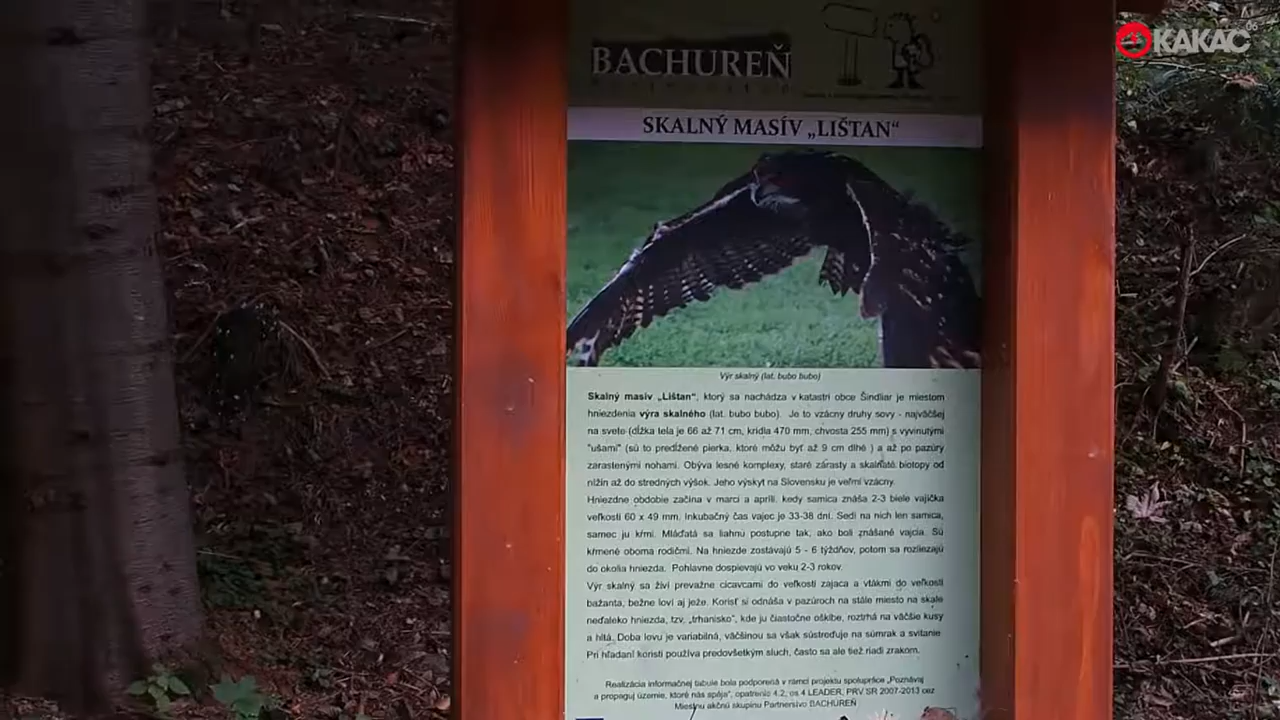 KAKAC
BACHUREŇ
SKALNÝ MASÍV „LIŠTAN“
Výr skalný (lat. bubo bubo)
Skalný masív „Lištan“, ktorý sa nachádza v katastri obce Šindliar je miestom
hniezdenia výra skalného (lat. bubo bubo). Je to vzácny druhy sovy - najväčšej
na svete (dĺžka tela je 66 až 71 cm, krídla 470 mm, chvosta 255 mm) s vyvinutými
"ušami" (sú to predĺžené pierka, ktoré môžu byť až 9 cm dlhé ) a až po pazúry
zarastenými nohami. Obýva lesné komplexy, staré zárasty a skalnaté biotopy od
nížin až do stredných výšok. Jeho výskyt na Slovensku je veľmi vzácny.
Hniezdne obdobie začína v marci a apríli, kedy samica znáša 2-3 biele vajíčka
veľkosti 60 x 49 mm. Inkubačný čas vajec je 33-38 dní. Sedí na nich len samica,
samec ju kŕmi. Mláďatá sa liahnu postupne tak, ako boli znášané vajcia. Sú
kŕmené oboma rodičmi. Na hniezde zostávajú 5 - 6 týždňov, potom sa rozliezajú
do okolia hniezda. Pohlavne dospievajú vo veku 2-3 rokov.
Výr skalný sa živí prevažne cicavcami do veľkosti zajaca a vtákmi do veľkosti
bažanta, bežne loví aj ježe. Korisť si odnáša v pazúroch na stále miesto na skale
neďaleko hniezda, tzv. „trhanisko“, kde ju čiastočne ošklbe, roztrhá na väčšie kusy
a hltá. Doba lovu je variabilná, väčšinou sa však sústreďuje na súmrak a svitanie.
Pri hľadaní koristi používa predovšetkým sluch, často sa ale tiež riadi zrakom.
Realizácia informačnej tabule bola podporená v rámci projektu spolupráce „Poznávaj
a propaguj územie, ktoré nás spája“, opatrenie 4.2, os 4 LEADER, PRV SR 2007-2013 cez
Miestnu akčnú skupinu Partnerstvo BACHUREŇ